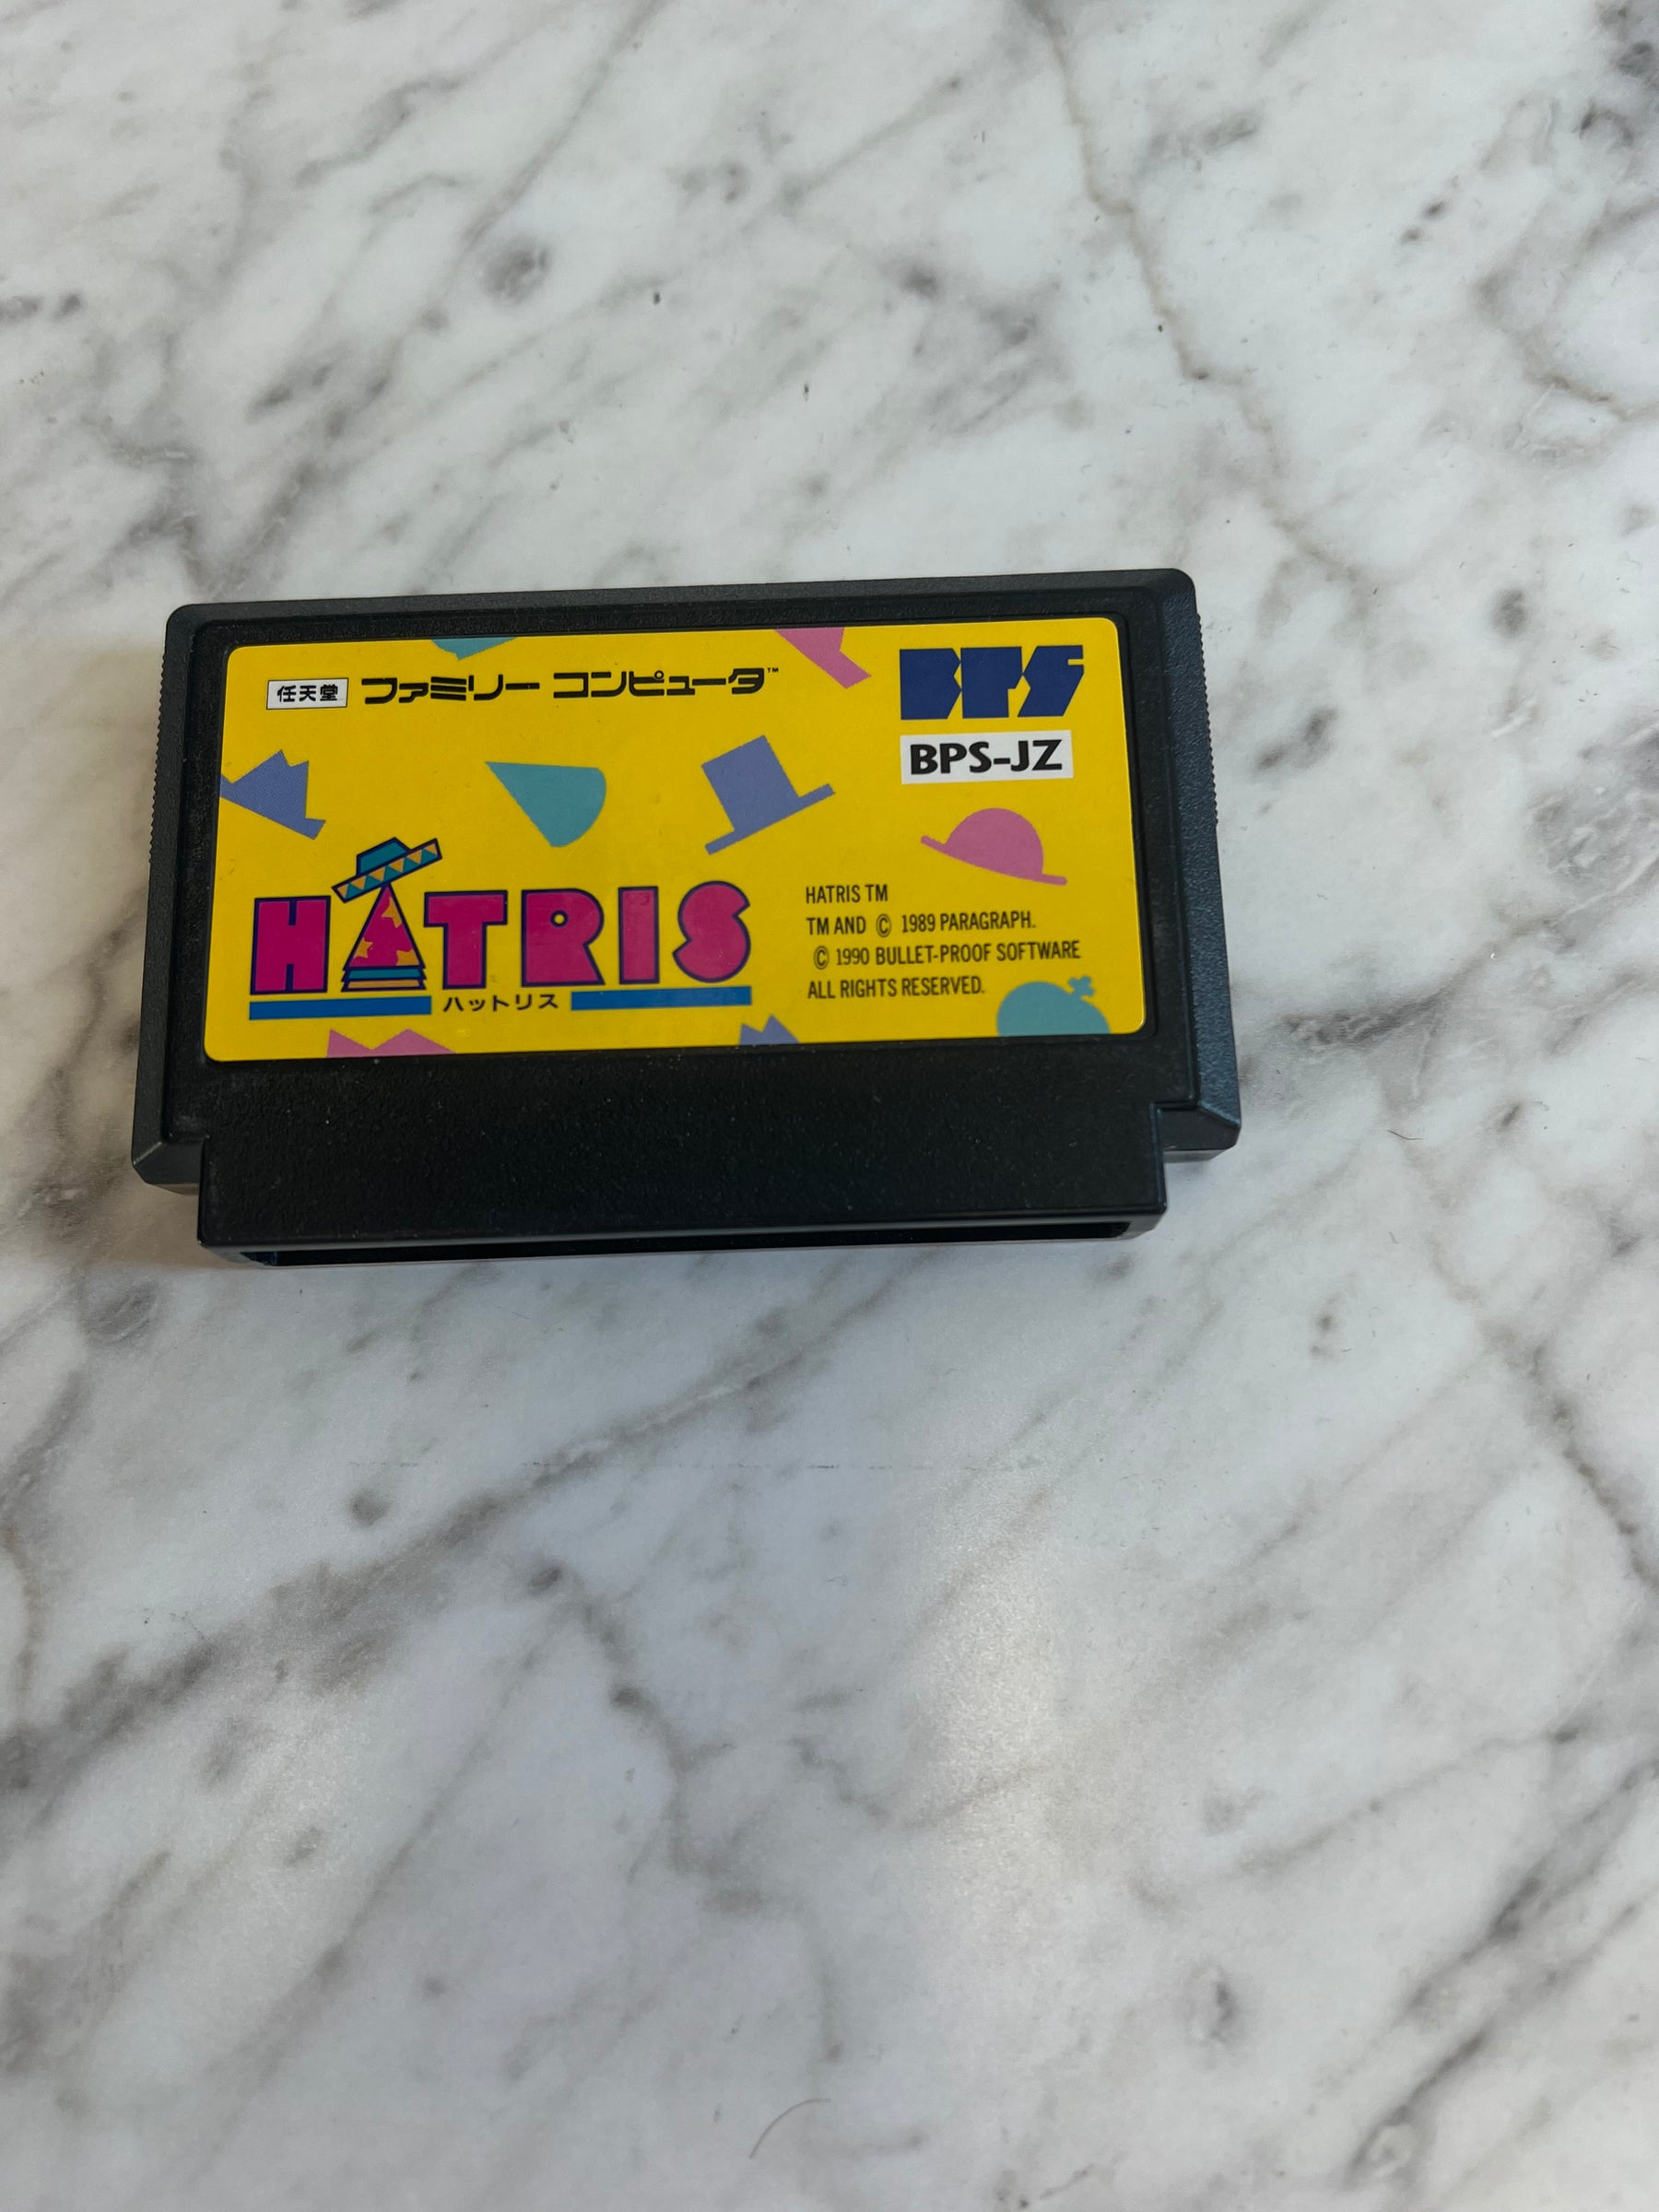 任天堂 ファミリー コンピュータ™
BPS
BPS-JZ
HATRIS
ハットリス
HATRIS TM
TM AND © 1989 PARAGRAPH.
© 1990 BULLET-PROOF SOFTWARE
ALL RIGHTS RESERVED.